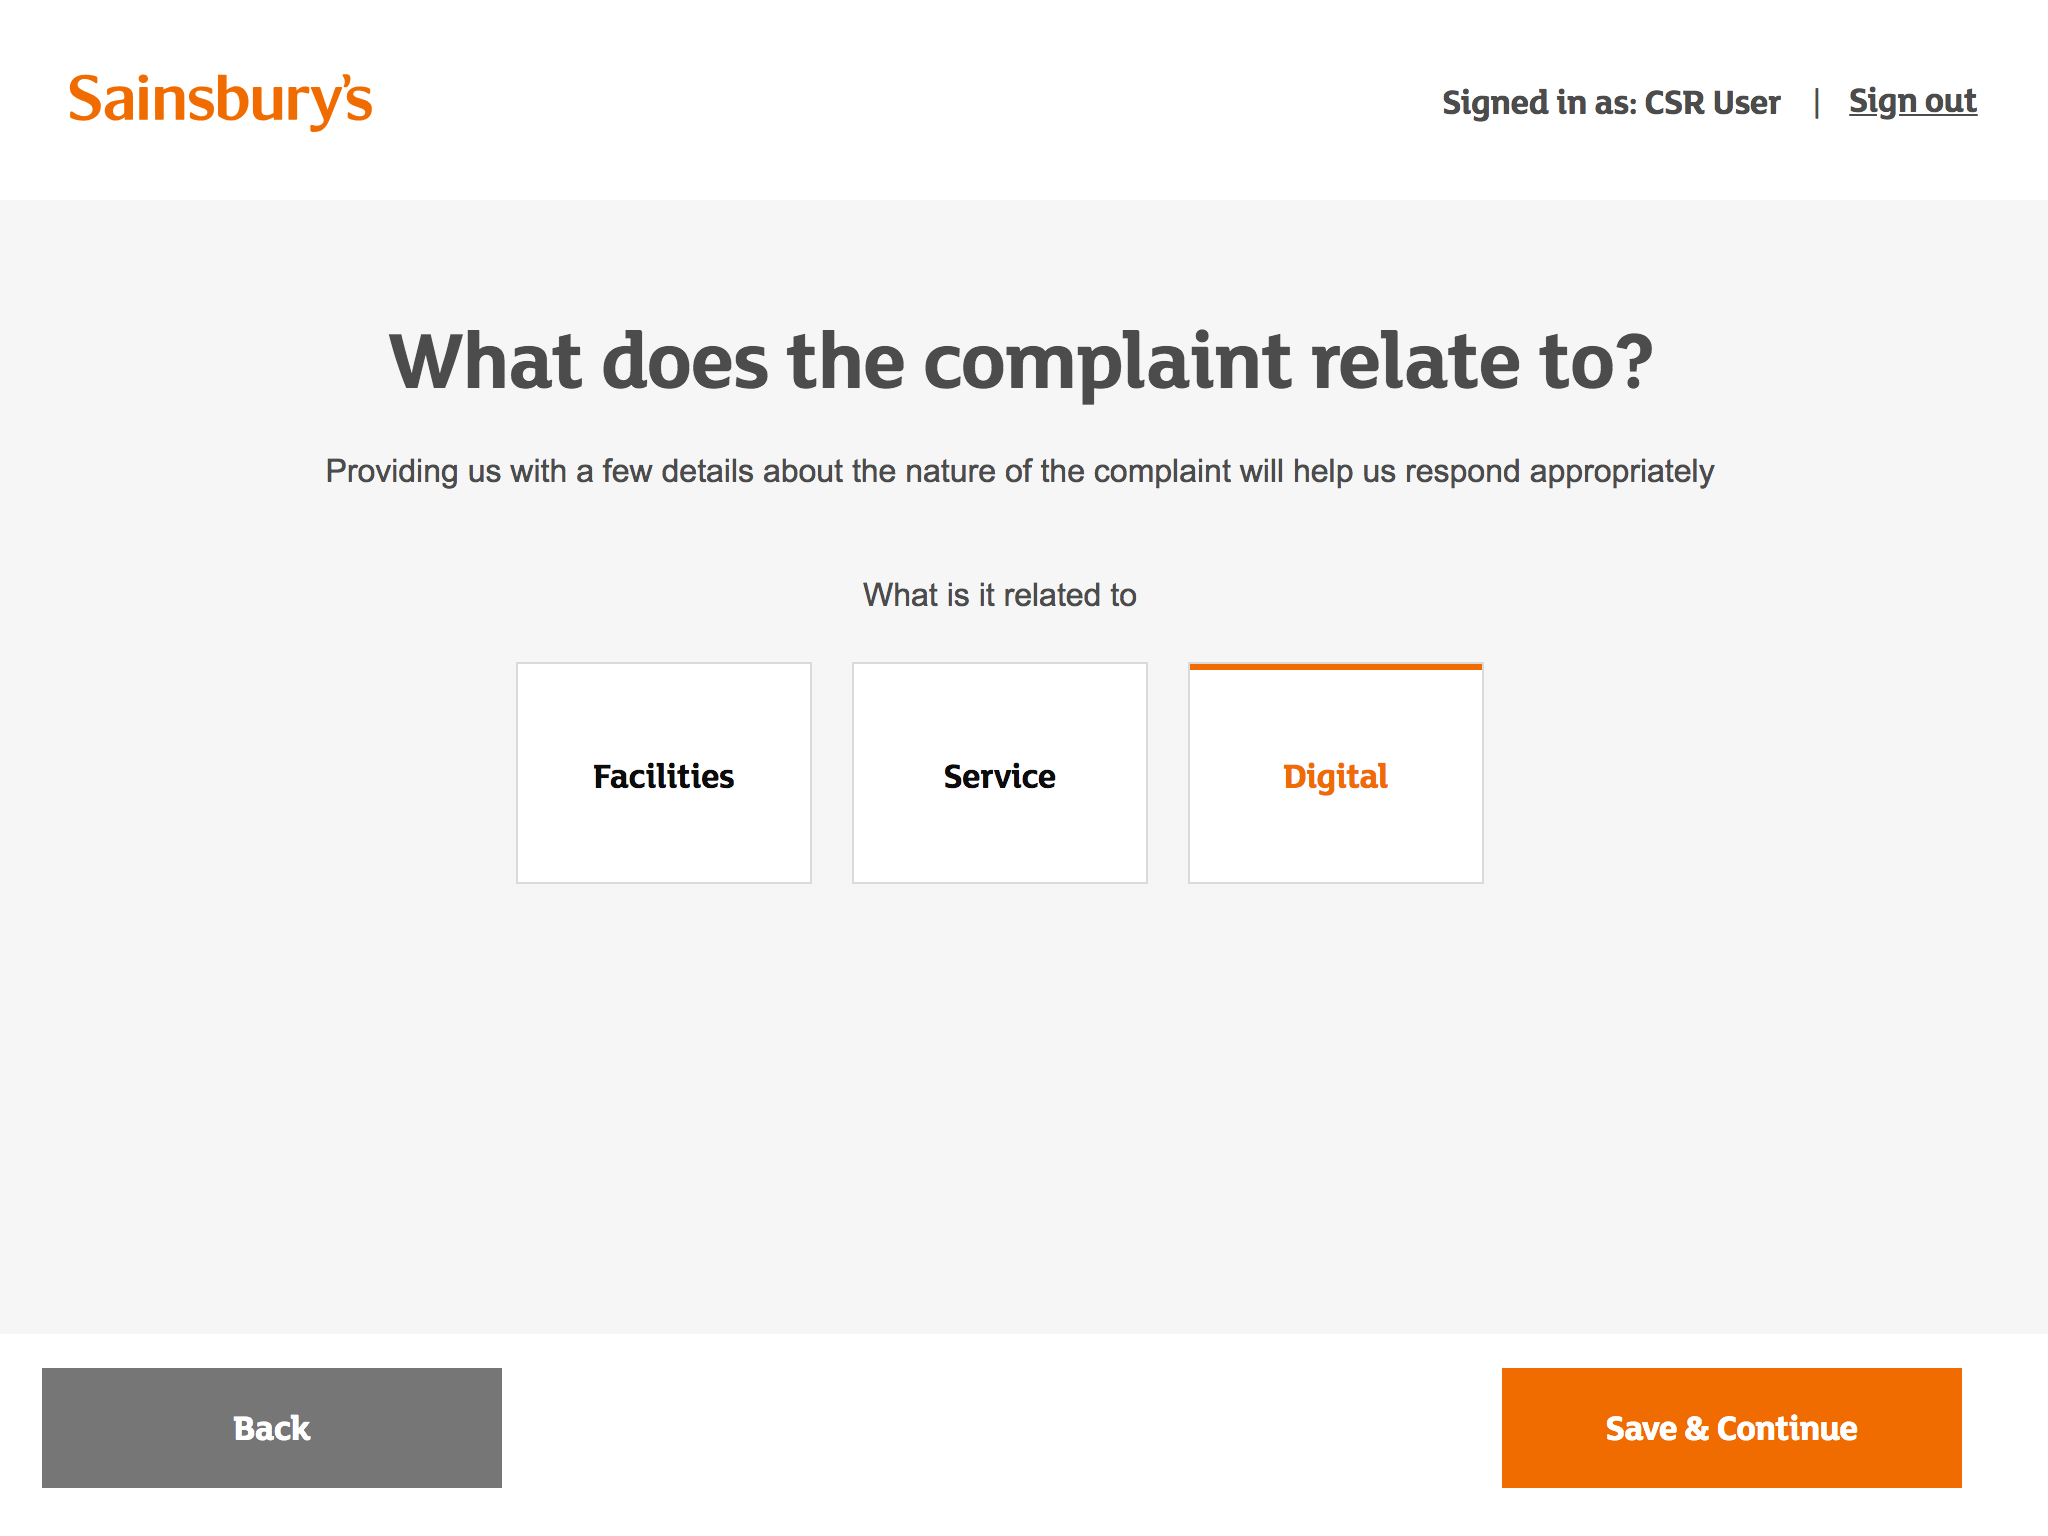 Sainsbury's
Signed in as: CSR User | Sign out
What does the complaint relate to?
Providing us with a few details about the nature of the complaint will help us respond appropriately
What is it related to
Facilities
Service
Digital
Back
Save & Continue